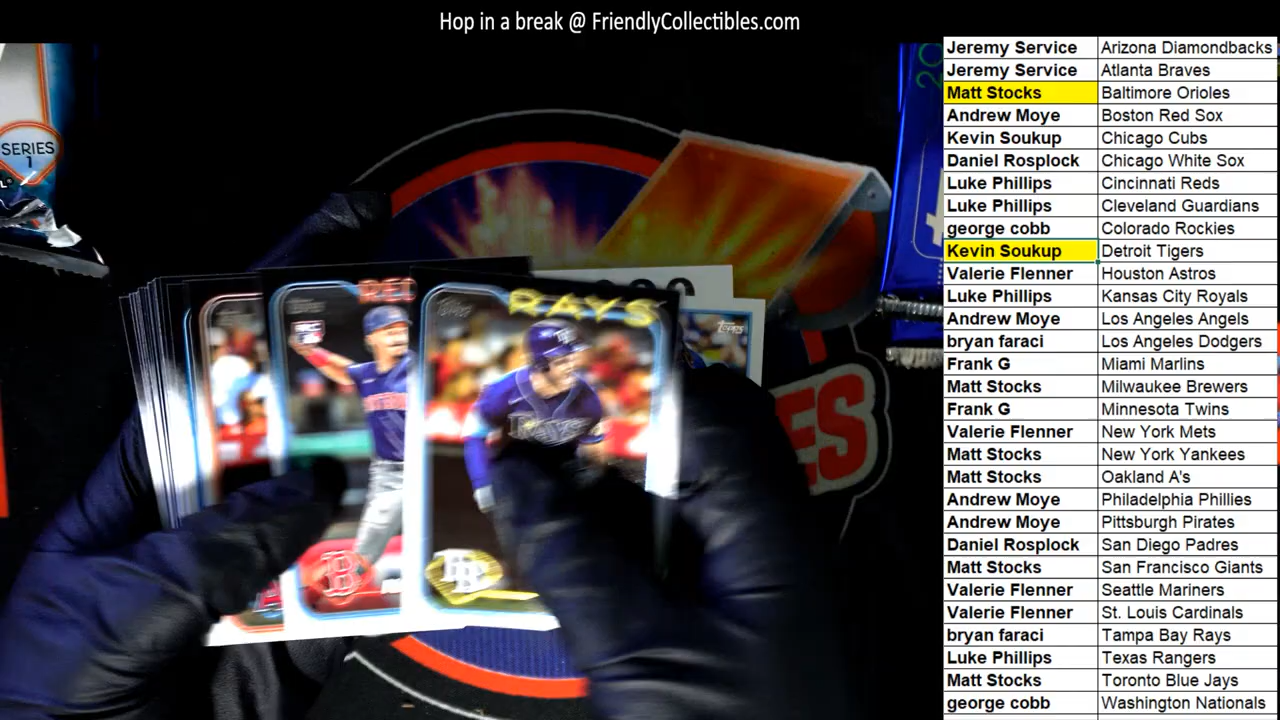 Hop in a break @ FriendlyCollectibles.com
SERIES
1
RED
RAYS
Rays
TB
B
topps
ES
Jeremy Service Arizona Diamondbacks
Jeremy Service Atlanta Braves
Matt Stocks Baltimore Orioles
Andrew Moye Boston Red Sox
Kevin Soukup Chicago Cubs
Daniel Rosplock Chicago White Sox
Luke Phillips Cincinnati Reds
Luke Phillips Cleveland Guardians
george cobb Colorado Rockies
Kevin Soukup Detroit Tigers
Valerie Flenner Houston Astros
Luke Phillips Kansas City Royals
Andrew Moye Los Angeles Angels
bryan faraci Los Angeles Dodgers
Frank G Miami Marlins
Matt Stocks Milwaukee Brewers
Frank G Minnesota Twins
Valerie Flenner New York Mets
Matt Stocks New York Yankees
Matt Stocks Oakland A's
Andrew Moye Philadelphia Phillies
Andrew Moye Pittsburgh Pirates
Daniel Rosplock San Diego Padres
Matt Stocks San Francisco Giants
Valerie Flenner Seattle Mariners
Valerie Flenner St. Louis Cardinals
bryan faraci Tampa Bay Rays
Luke Phillips Texas Rangers
Matt Stocks Toronto Blue Jays
george cobb Washington Nationals